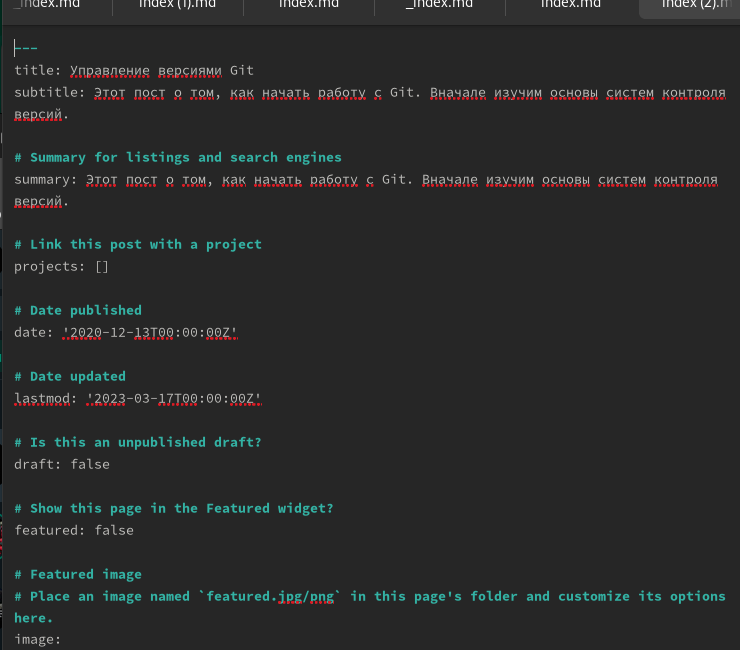 _index.md index (1).md index.md _index.md index.md index (2).m
---
title: Управление версиями Git
subtitle: Этот пост о том, как начать работу с Git. Вначале изучим основы систем контроля
версий.
# Summary for listings and search engines
summary: Этот пост о том, как начать работу с Git. Вначале изучим основы систем контроля
версий.
# Link this post with a project
projects: []
# Date published
date: '2020-12-13T00:00:00Z'
# Date updated
lastmod: '2023-03-17T00:00:00Z'
# Is this an unpublished draft?
draft: false
# Show this page in the Featured widget?
featured: false
# Featured image
# Place an image named `featured.jpg/png` in this page's folder and customize its options
here.
image: